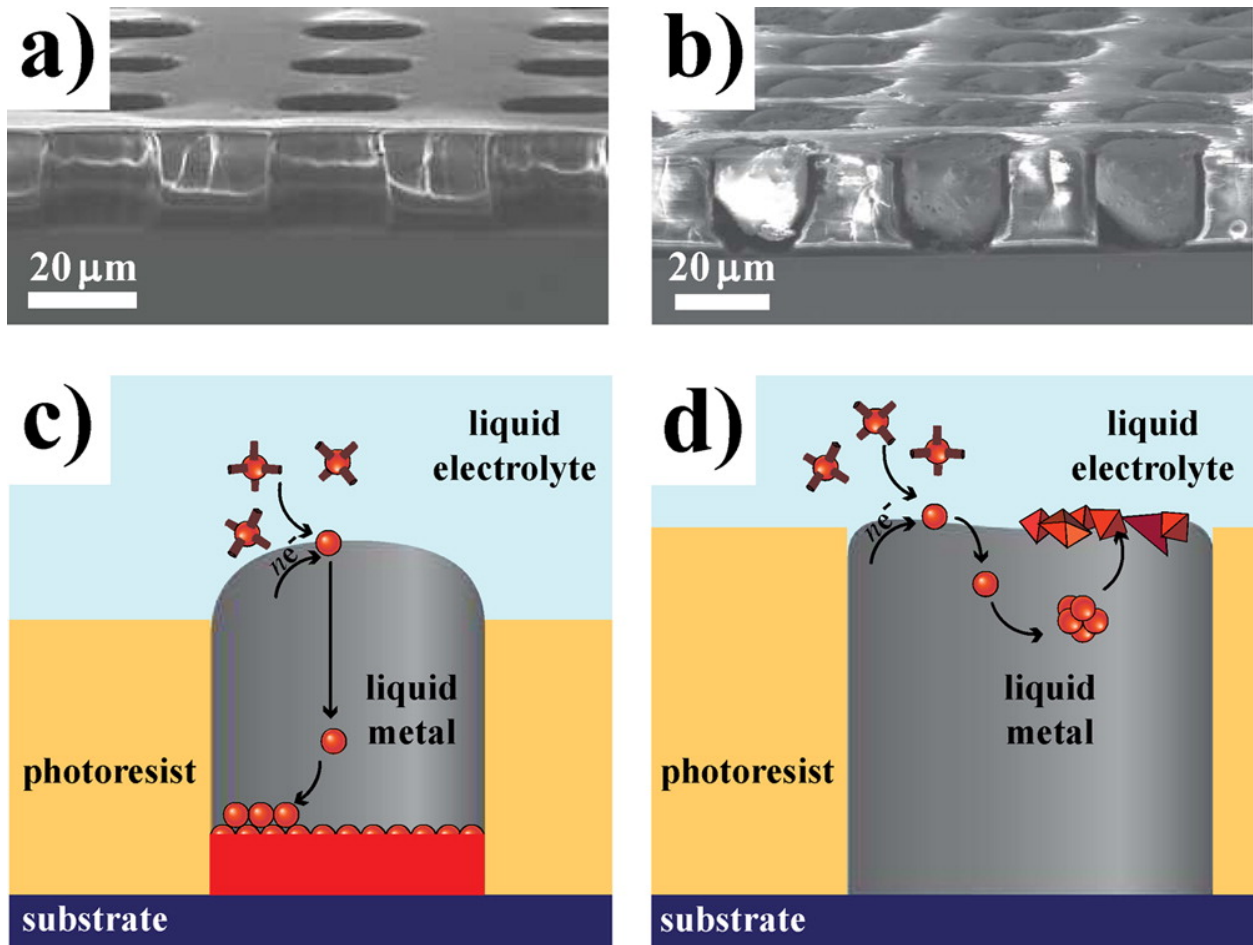 a)
20 μm
b)
20 μm
c)
liquid
electrolyte
ne⁻
liquid
metal
photoresist
substrate
d)
liquid
electrolyte
ne⁻
liquid
metal
photoresist
substrate